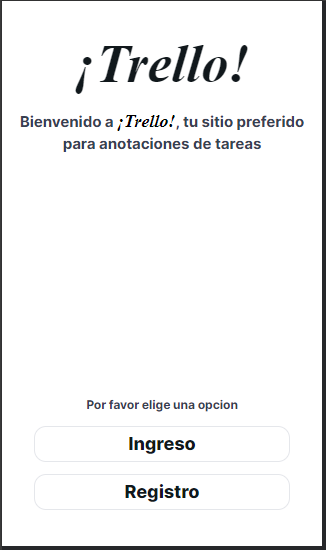 ¡Trello!
Bienvenido a ¡Trello!, tu sitio preferido
para anotaciones de tareas
Por favor elige una opcion
Ingreso
Registro